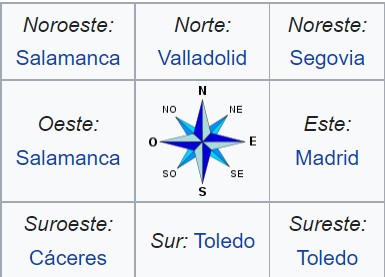 Noroeste:
Salamanca
Norte:
Valladolid
Noreste:
Segovia
Oeste:
Salamanca
N
NO
NE
O
E
SO
SE
S
Este:
Madrid
Suroeste:
Cáceres
Sur: Toledo
Sureste:
Toledo